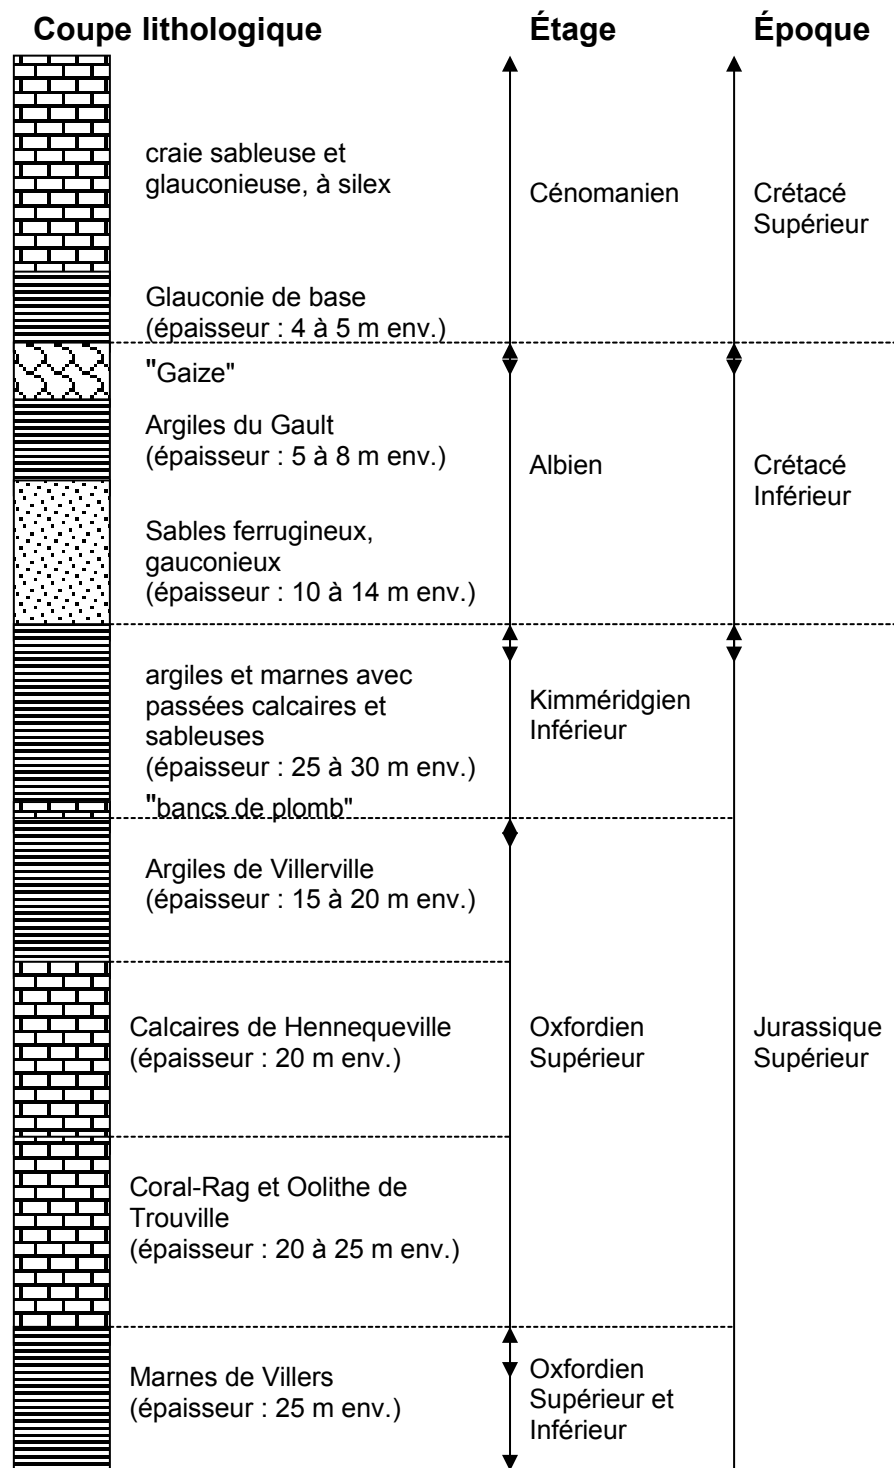 Coupe lithologique
Étage
Époque
craie sableuse et
glauconieuse, à silex
Cénomanien
Crétacé
Supérieur
Glauconie de base
(épaisseur : 4 à 5 m env.)
"Gaize"
Argiles du Gault
(épaisseur : 5 à 8 m env.)
Albien
Crétacé
Inférieur
Sables ferrugineux,
gauconieux
(épaisseur : 10 à 14 m env.)
argiles et marnes avec
passées calcaires et
sableuses
(épaisseur : 25 à 30 m env.)
Kimméridgien
Inférieur
"bancs de plomb"
Argiles de Villerville
(épaisseur : 15 à 20 m env.)
Calcaires de Hennequeville
(épaisseur : 20 m env.)
Oxfordien
Supérieur
Jurassique
Supérieur
Coral-Rag et Oolithe de
Trouville
(épaisseur : 20 à 25 m env.)
Marnes de Villers
(épaisseur : 25 m env.)
Oxfordien
Supérieur et
Inférieur